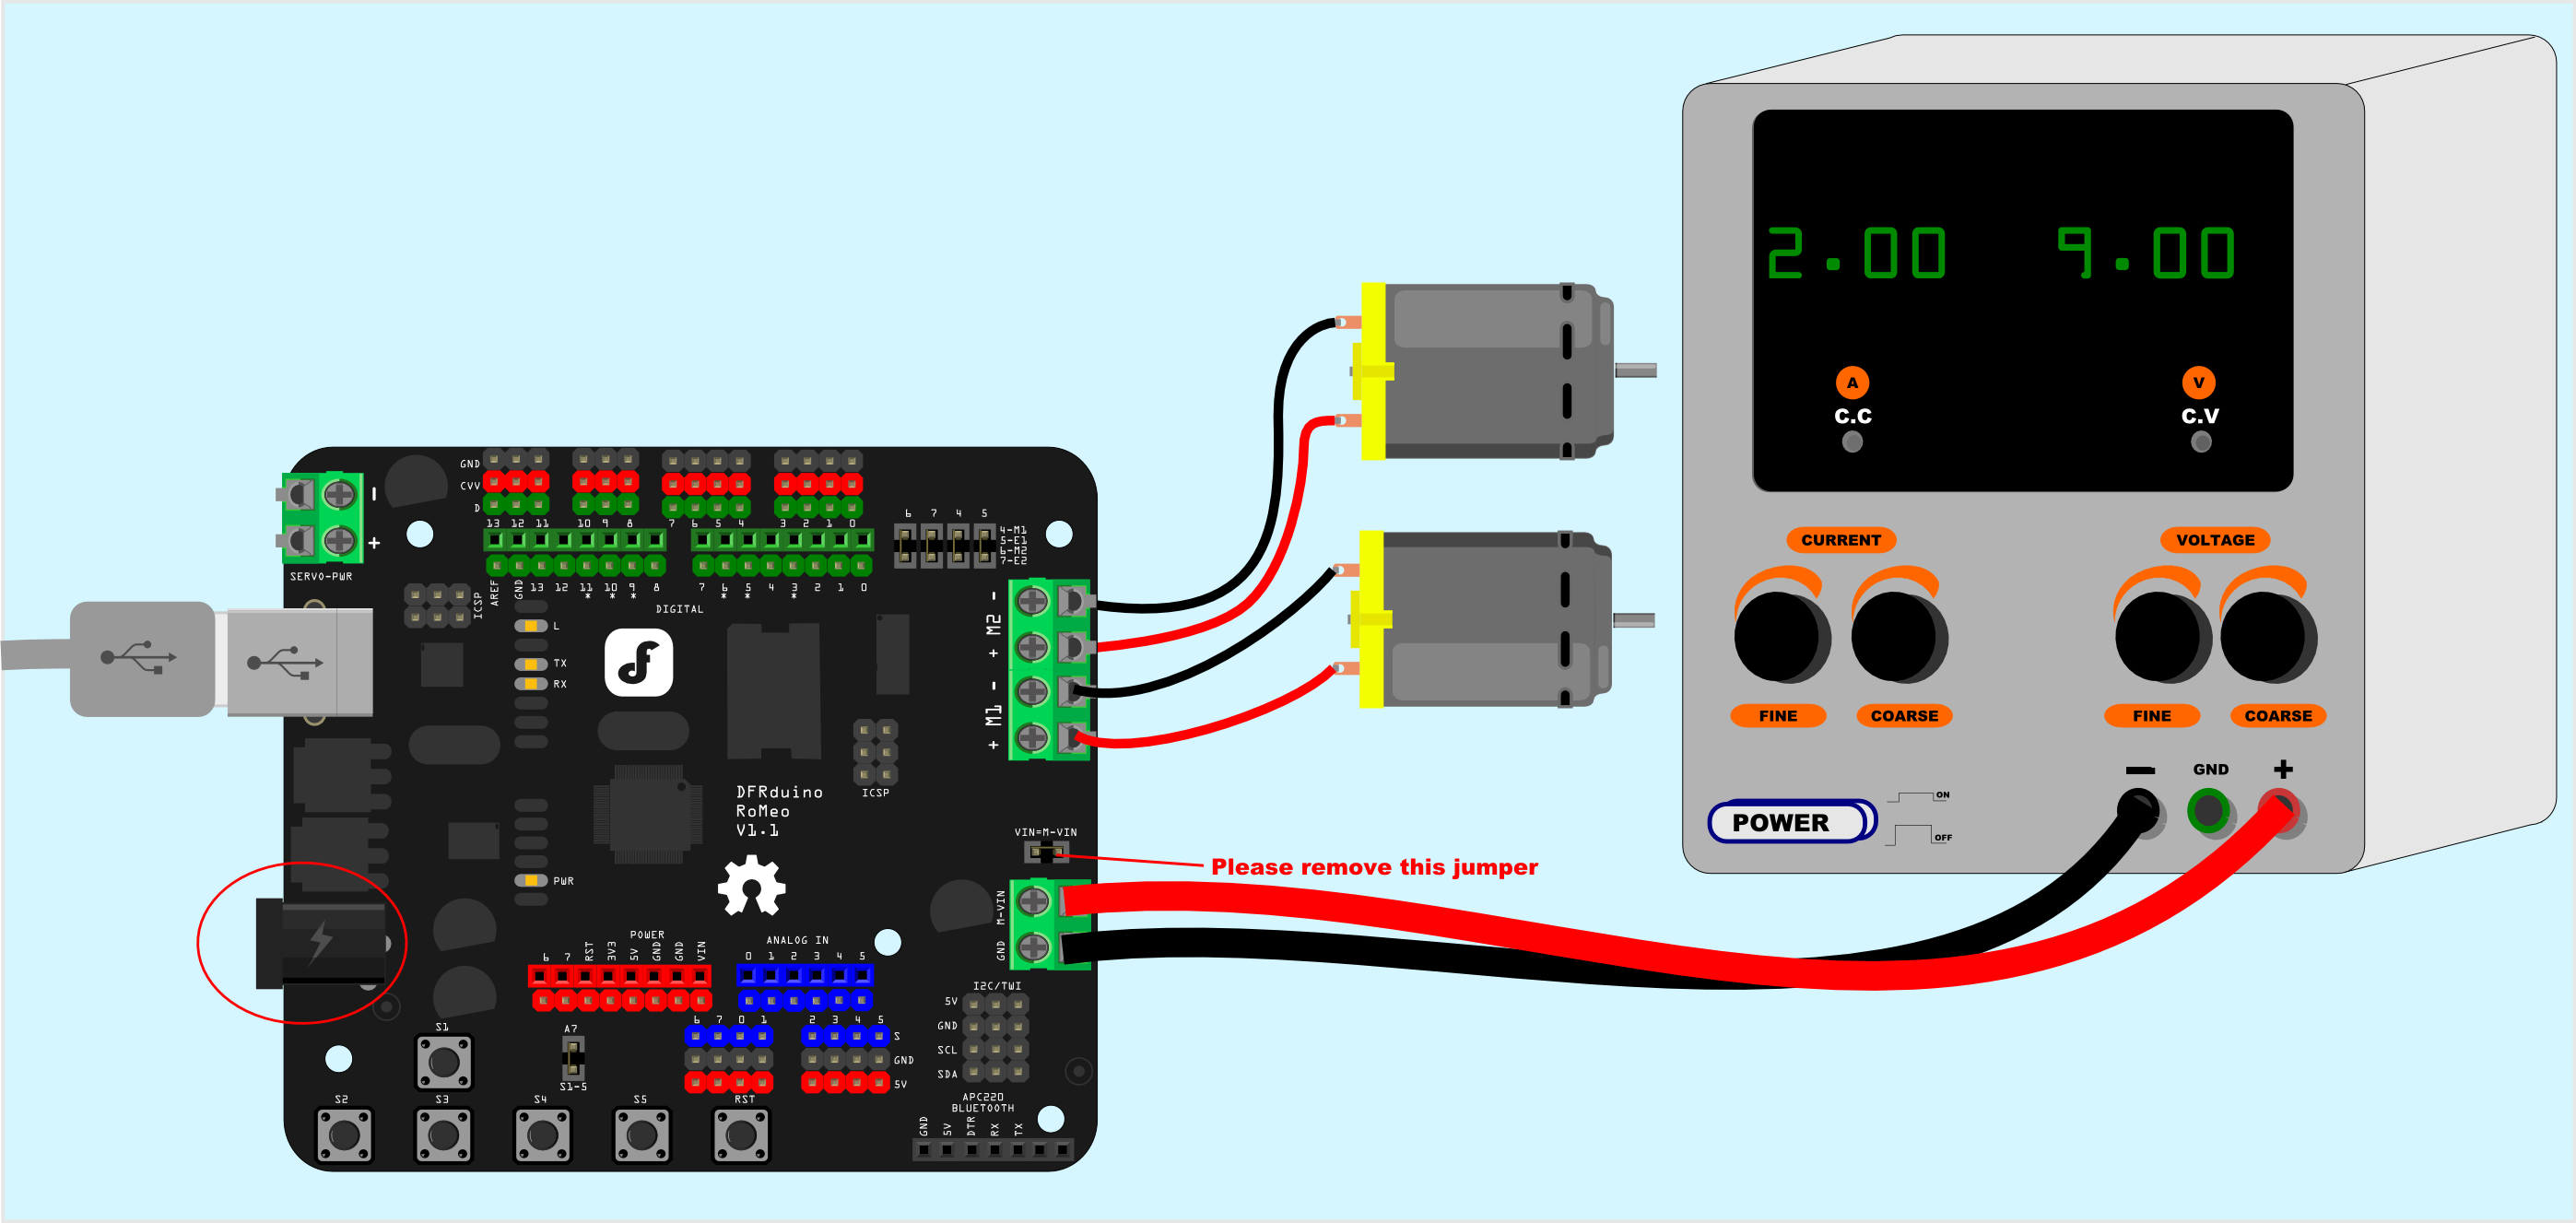 2.00 9.00
A V
C.C C.V
CURRENT VOLTAGE
FINE COARSE FINE COARSE
− GND +
POWER
ON
OFF
GND
CVV
D
13 12 11 10 9 8 7 6 5 4 3 2 1 0
6 7 4 5
4-M1
5-E1
6-M2
7-E2
−
+
SERVO-PWR
ICSP
AREF GND 13 12 11 10 9 8 7 6 5 4 3 2 1 0
* * * * * *
DIGITAL
L
TX
RX
- M2 +
- M1 +
DFRduino
RoMeo
V1.1
ICSP
VIN=M-VIN
Please remove this jumper
PWR
M-VIN
GND
POWER
6 7 RST 3V3 5V GND GND VIN
ANALOG IN
0 1 2 3 4 5
I2C/TWI
5V
GND
SCL
SDA
6 7 0 1 2 3 4 5
S
GND
5V
A7
S1-5
S1
S2 S3 S4 S5 RST
APC220
BLUETOOTH
GND 5V DTR RX TX